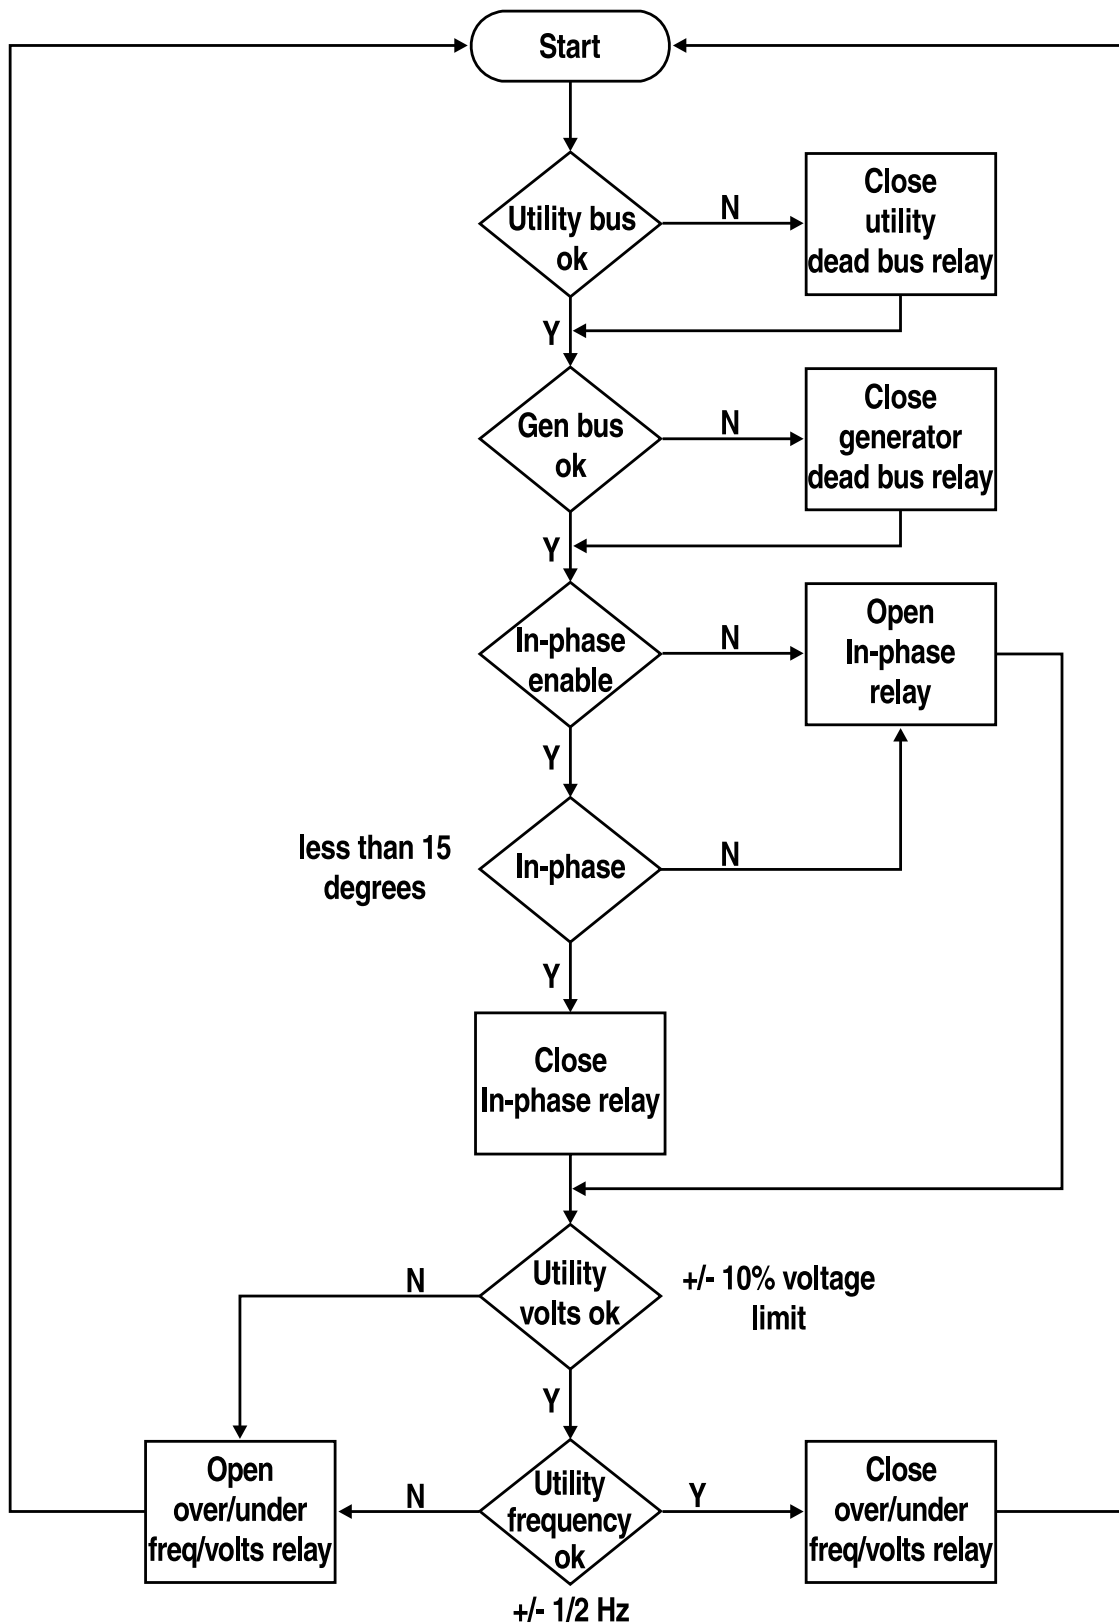 Start
Utility bus
ok
N
Close
utility
dead bus relay
Y
Gen bus
ok
N
Close
generator
dead bus relay
Y
In-phase
enable
N
Open
In-phase
relay
Y
less than 15
degrees
In-phase
N
Y
Close
In-phase relay
N
Utility
volts ok
+/- 10% voltage
limit
Y
Open
over/under
freq/volts relay
N
Utility
frequency
ok
Y
Close
over/under
freq/volts relay
+/- 1/2 Hz